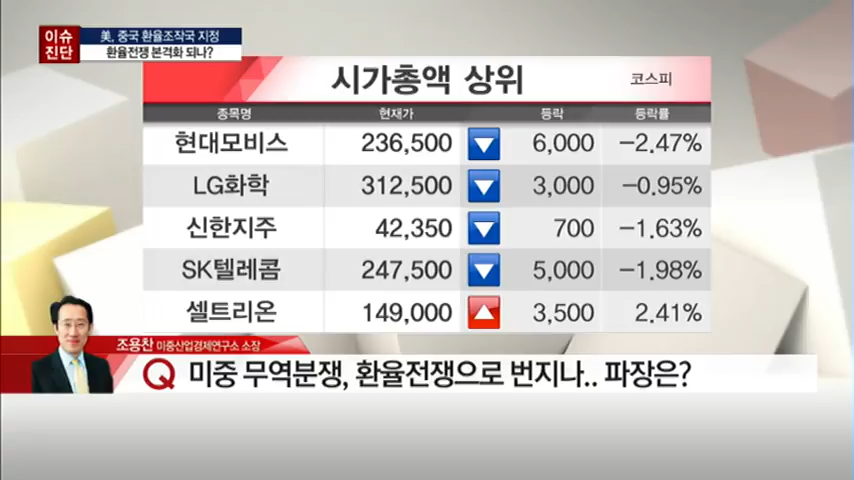 이슈
진단
美, 중국 환율조작국 지정
환율전쟁 본격화 되나?
시가총액 상위
코스피
종목명 현재가 등락 등락률
현대모비스 236,500 ▼ 6,000 -2.47%
LG화학 312,500 ▼ 3,000 -0.95%
신한지주 42,350 ▼ 700 -1.63%
SK텔레콤 247,500 ▼ 5,000 -1.98%
셀트리온 149,000 ▲ 3,500 2.41%
조용찬 미중산업경제연구소 소장
Q 미중 무역분쟁, 환율전쟁으로 번지나.. 파장은?